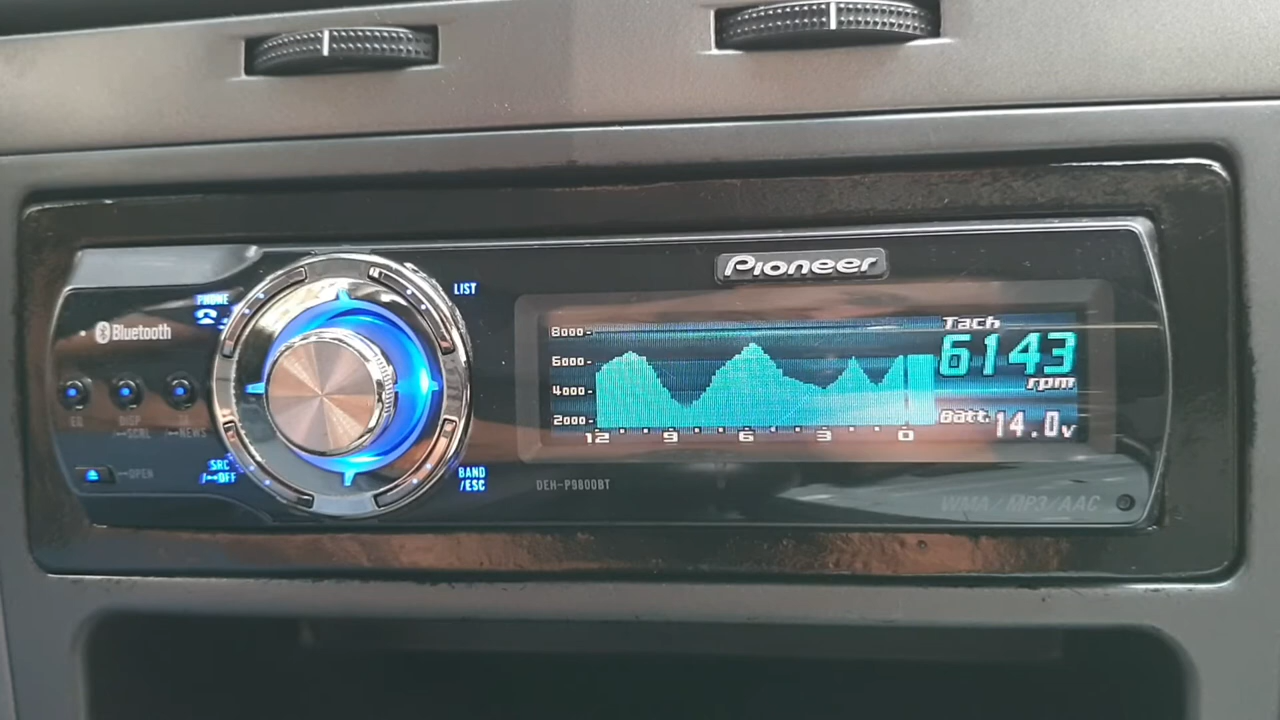 Pioneer
PHONE
LIST
Bluetooth
EQ
DISP
/SCRL
/NEWS
OPEN
SRC
/OFF
BAND
/ESC
8000
6000
4000
2000
12
9
6
3
0
Tach
6143
rpm
Batt.
14.0v
DEH-P9800BT
WMA/MP3/AAC